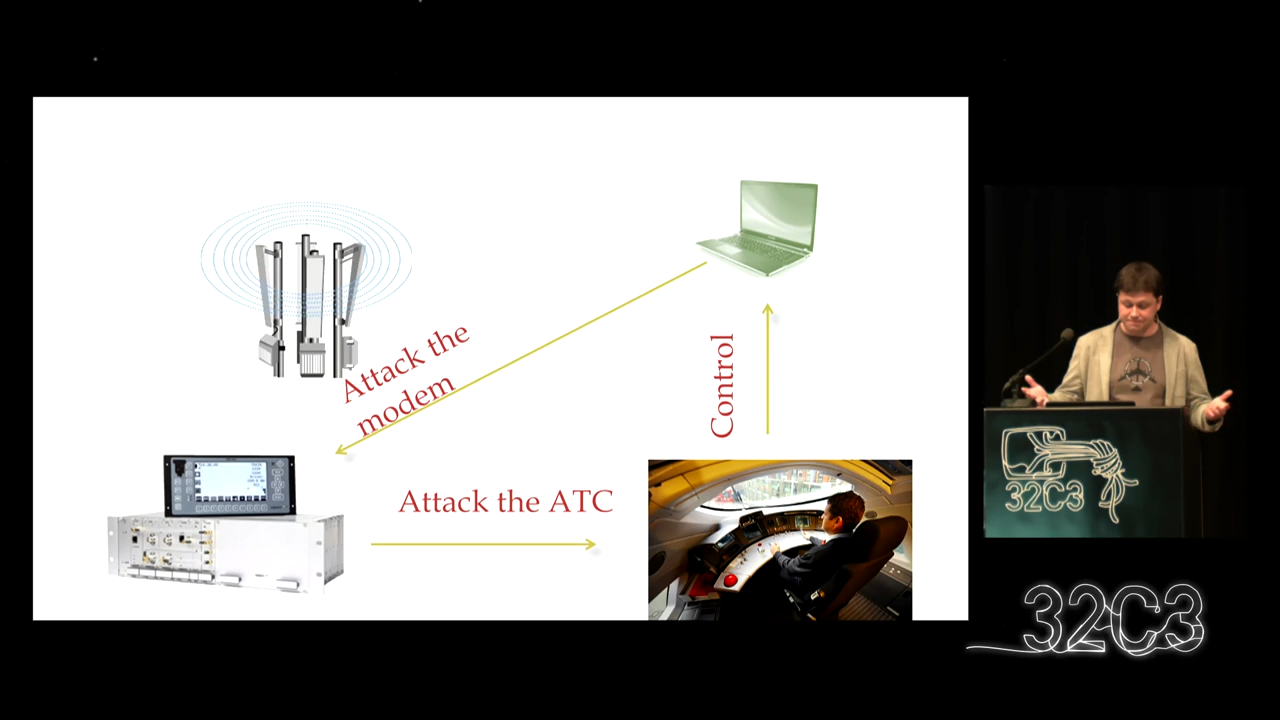 Attack the
modem
Control
Attack the ATC
32C3
32C3